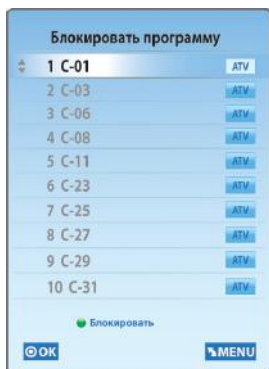 Блокировать программу
1 C-01 ATV
2 C-03 ATV
3 C-06 ATV
4 C-08 ATV
5 C-11 ATV
6 C-23 ATV
7 C-25 ATV
8 C-27 ATV
9 C-29 ATV
10 C-31 ATV
Блокировать
OK MENU